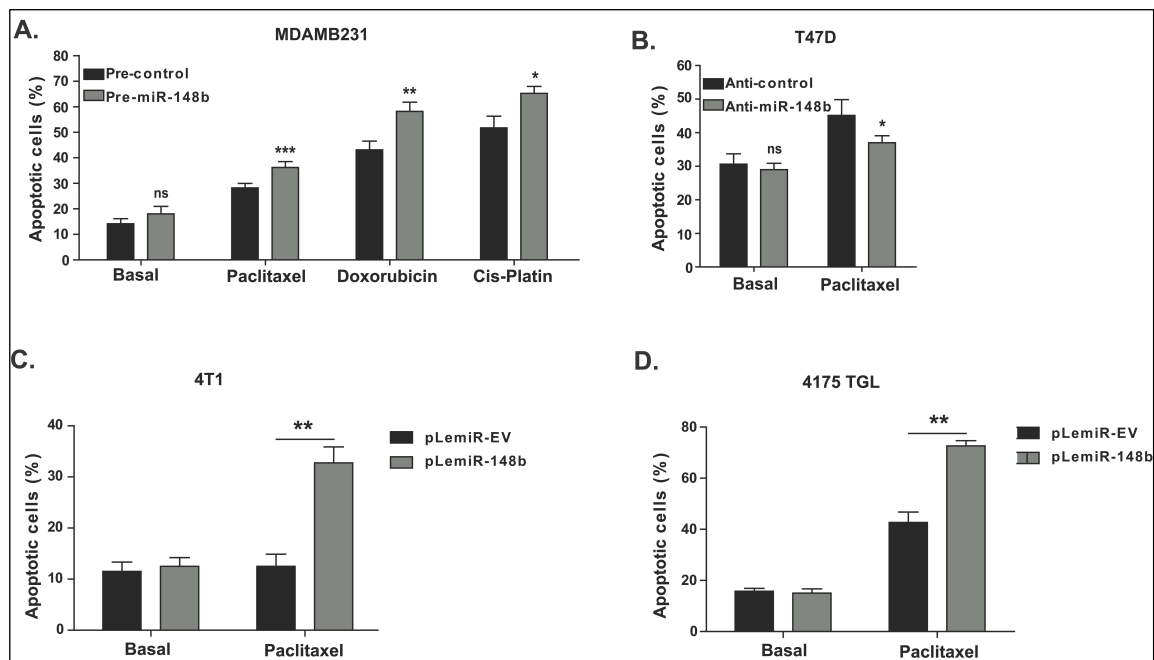 A.
MDAMB231
Apoptotic cells (%)
80
70
60
50
40
30
20
10
0
Pre-control
Pre-miR-148b
ns
***
**
*
Basal
Paclitaxel
Doxorubicin
Cis-Platin
B.
T47D
Apoptotic cells (%)
60
50
40
30
20
10
0
Anti-control
Anti-miR-148b
ns
*
Basal
Paclitaxel
C.
4T1
Apoptotic cells (%)
40
30
20
10
0
**
pLemiR-EV
pLemiR-148b
Basal
Paclitaxel
D.
4175 TGL
Apoptotic cells (%)
80
60
40
20
0
**
pLemiR-EV
pLemiR-148b
Basal
Paclitaxel